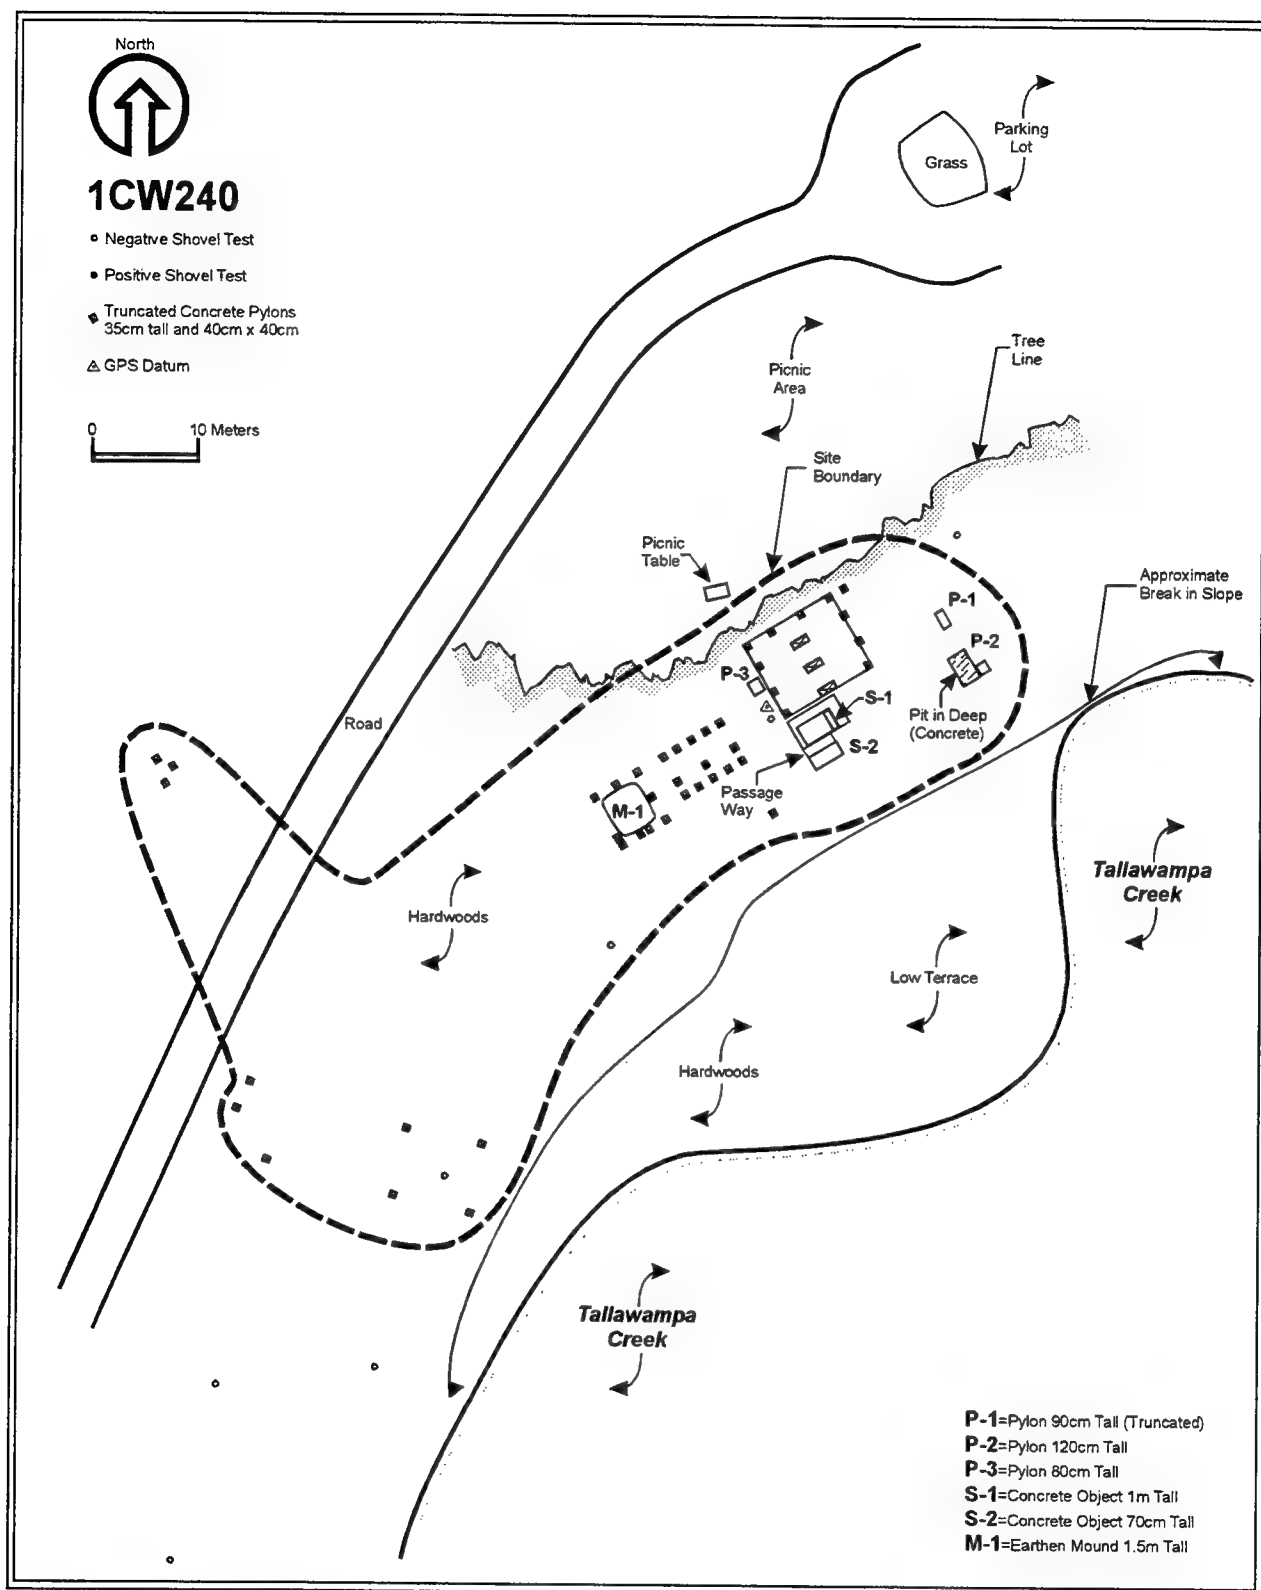 North
1CW240
Negative Shovel Test
Positive Shovel Test
Truncated Concrete Pylons
35cm tall and 40cm x 40cm
GPS Datum
0 10 Meters
Parking
Lot
Grass
Picnic
Area
Tree
Line
Site
Boundary
Picnic
Table
Approximate
Break in Slope
P-1
P-2
P-3
S-1
Pit in Deep
(Concrete)
S-2
Road
Passage
Way
M-1
Tallawampa
Creek
Hardwoods
Low Terrace
Hardwoods
Tallawampa
Creek
P-1=Pylon 90cm Tall (Truncated)
P-2=Pylon 120cm Tall
P-3=Pylon 80cm Tall
S-1=Concrete Object 1m Tall
S-2=Concrete Object 70cm Tall
M-1=Earthen Mound 1.5m Tall